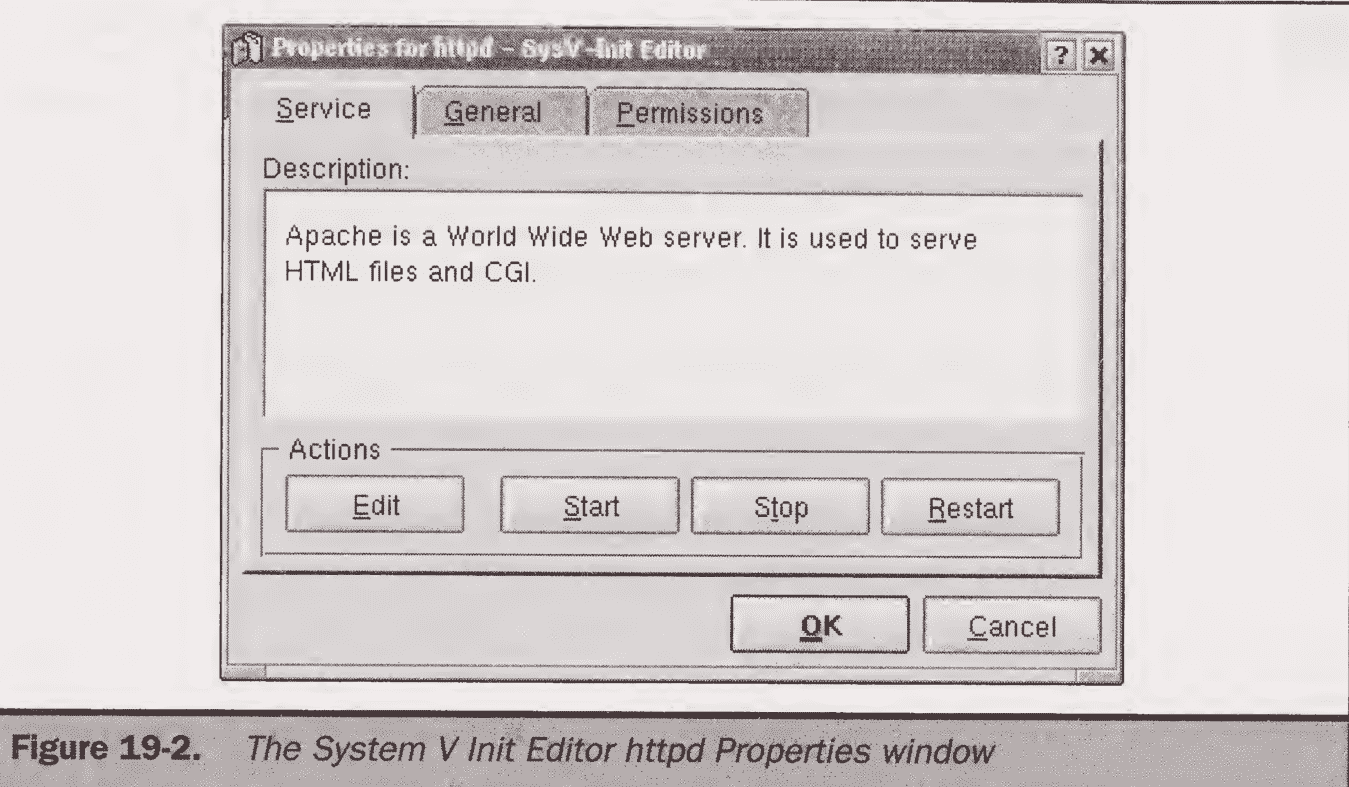 Properties for httpd – SysV-Init Editor ? ×
Service General Permissions
Description:
Apache is a World Wide Web server. It is used to serve
HTML files and CGI.
Actions
Edit Start Stop Restart
OK Cancel
Figure 19-2. The System V Init Editor httpd Properties window